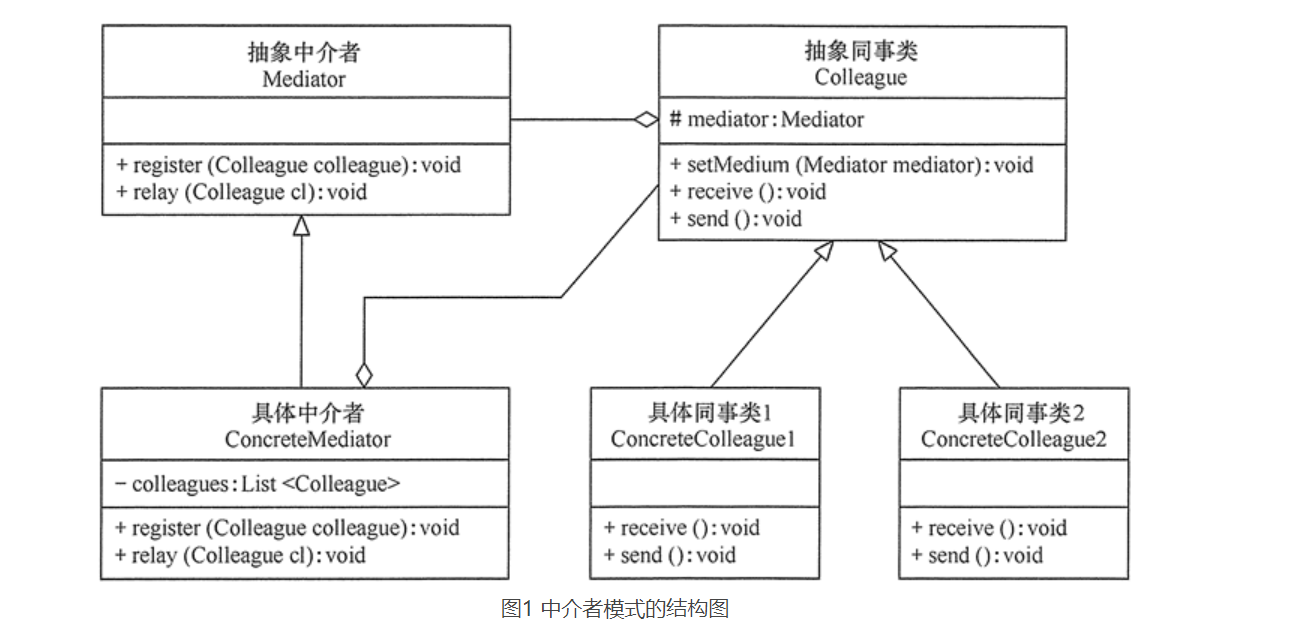 抽象中介者
Mediator
+ register (Colleague colleague): void
+ relay (Colleague cl): void
抽象同事类
Colleague
# mediator: Mediator
+ setMedium (Mediator mediator): void
+ receive (): void
+ send (): void
具体中介者
ConcreteMediator
− colleagues: List <Colleague>
+ register (Colleague colleague): void
+ relay (Colleague cl): void
具体同事类1
ConcreteColleague1
+ receive (): void
+ send (): void
具体同事类2
ConcreteColleague2
+ receive (): void
+ send (): void
图1 中介者模式的结构图